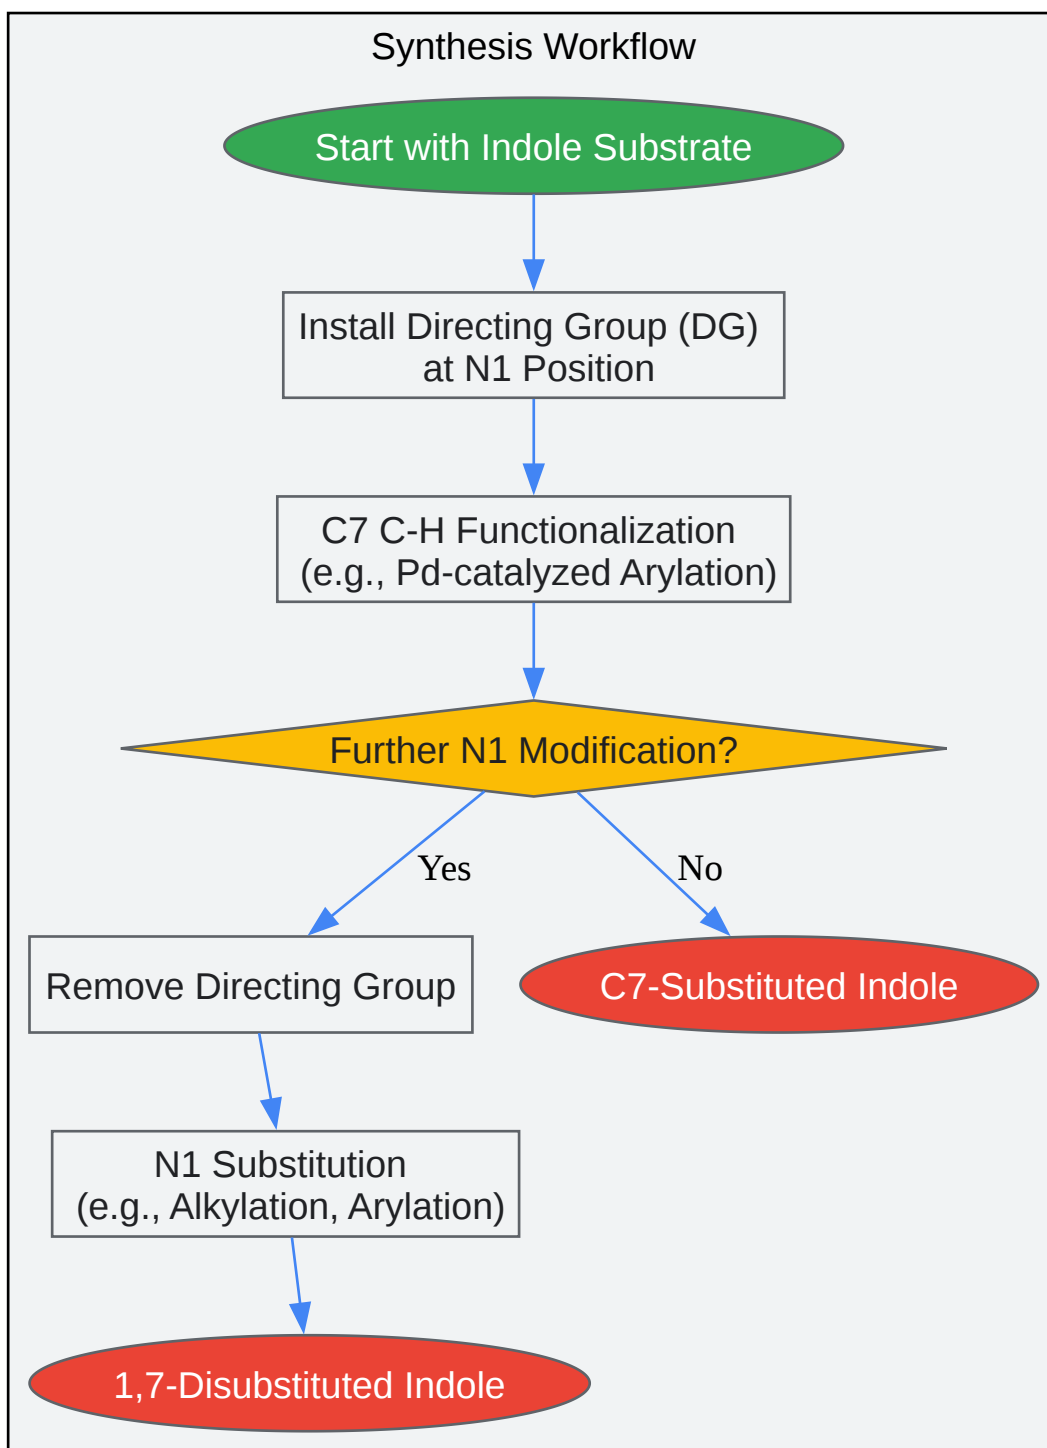 Synthesis Workflow
Start with Indole Substrate
Install Directing Group (DG)
at N1 Position
C7 C-H Functionalization
(e.g., Pd-catalyzed Arylation)
Further N1 Modification?
Yes
No
Remove Directing Group
C7-Substituted Indole
N1 Substitution
(e.g., Alkylation, Arylation)
1,7-Disubstituted Indole